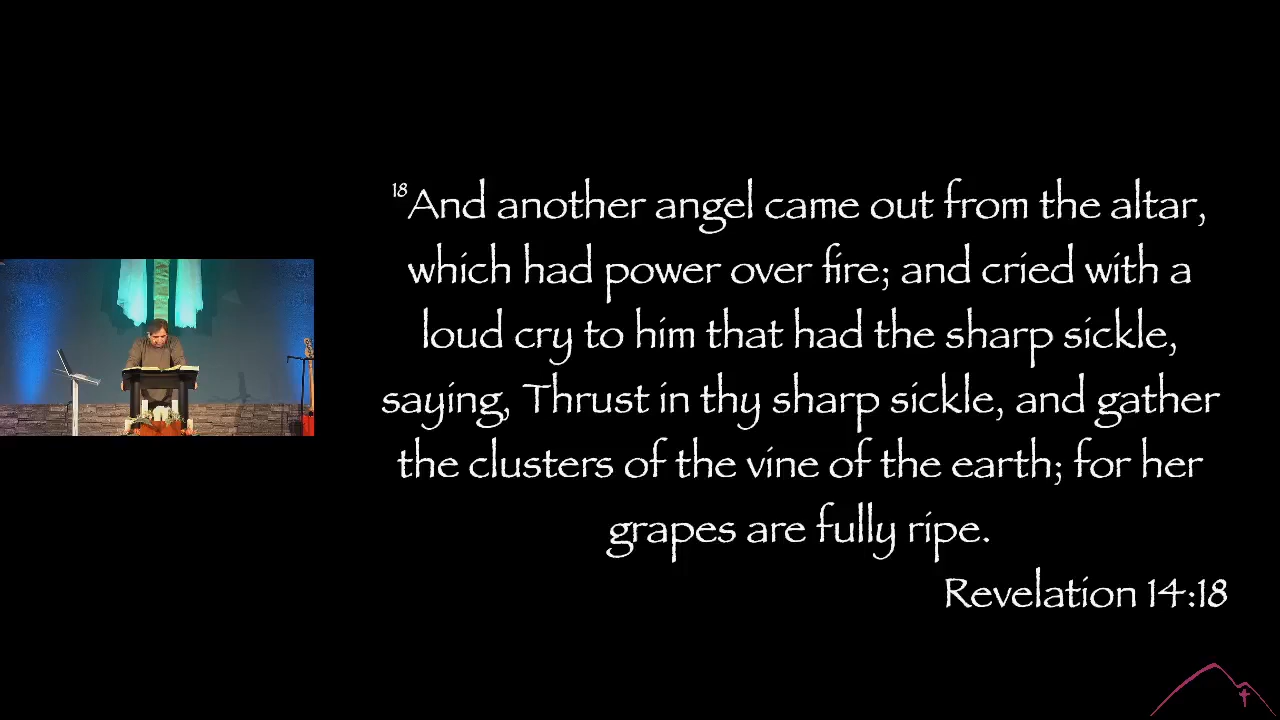 18And another angel came out from the altar,
which had power over fire; and cried with a
loud cry to him that had the sharp sickle,
saying, Thrust in thy sharp sickle, and gather
the clusters of the vine of the earth; for her
grapes are fully ripe.
Revelation 14:18